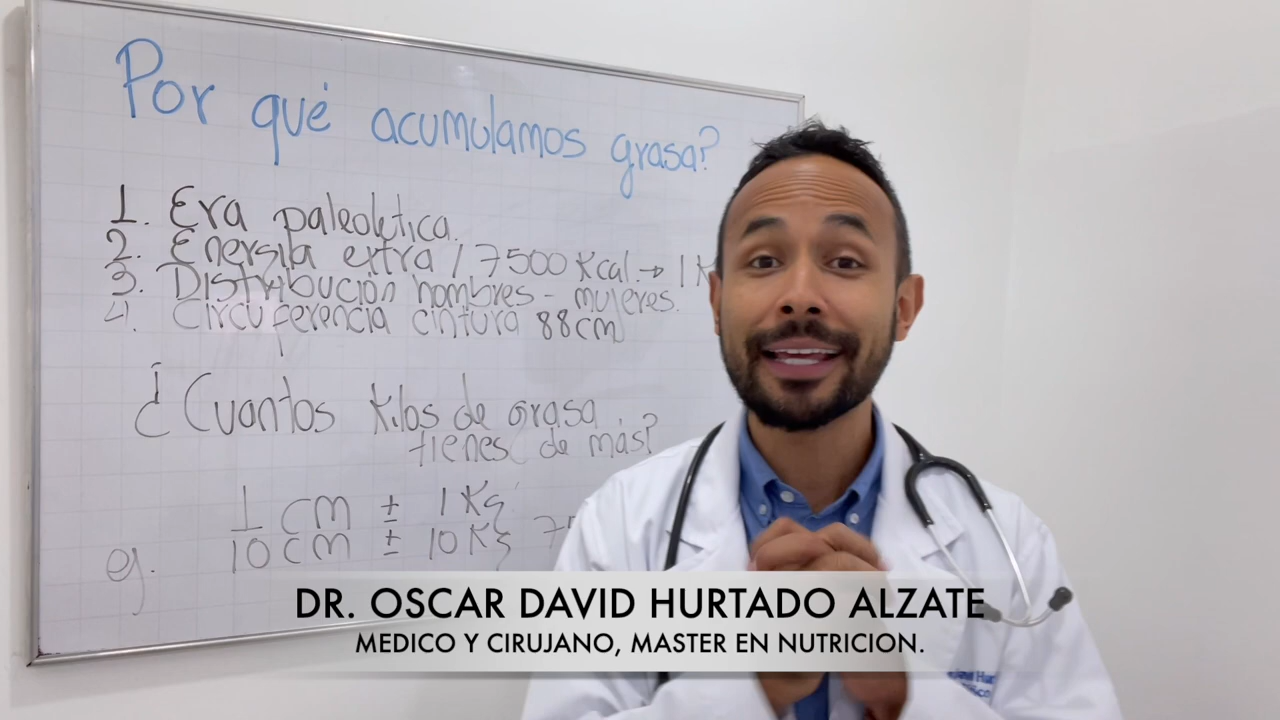 Por qué acumulamos grasa?
1. Era paleolitica.
2. Energia extra / 7500 Kcal. → 1 K
3. Distribución hombres - mujeres.
4. Circunferencia cintura 88cm
¿Cuantos Kilos de grasa
tienes de más?
1 cm ± 1 Kg
g. 10 cm ± 10 Kg 75
DR. OSCAR DAVID HURTADO ALZATE
MEDICO Y CIRUJANO, MASTER EN NUTRICION.